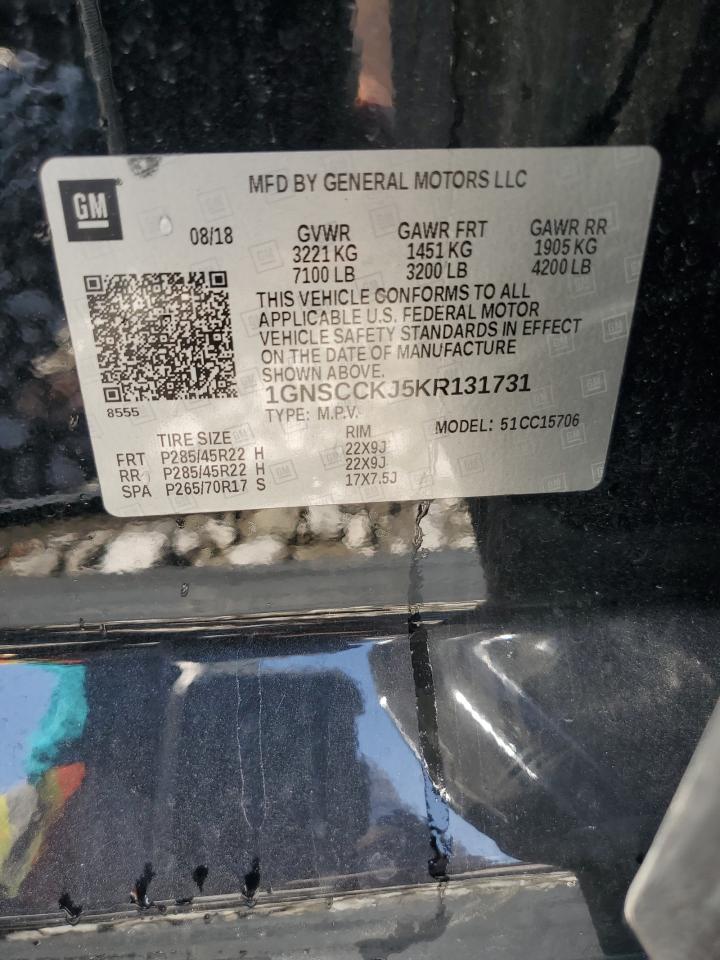 GM
MFD BY GENERAL MOTORS LLC
08/18 GVWR GAWR FRT GAWR RR
3221 KG 1451 KG 1905 KG
7100 LB 3200 LB 4200 LB
THIS VEHICLE CONFORMS TO ALL
APPLICABLE U.S. FEDERAL MOTOR
VEHICLE SAFETY STANDARDS IN EFFECT
ON THE DATE OF MANUFACTURE
SHOWN ABOVE.
8555
1GNSCCKJ5KR131731
TYPE: M.P.V. MODEL: 51CC15706
TIRE SIZE RIM
FRT P285/45R22 H 22X9J
RR P285/45R22 H 22X9J
SPA P265/70R17 S 17X7.5J